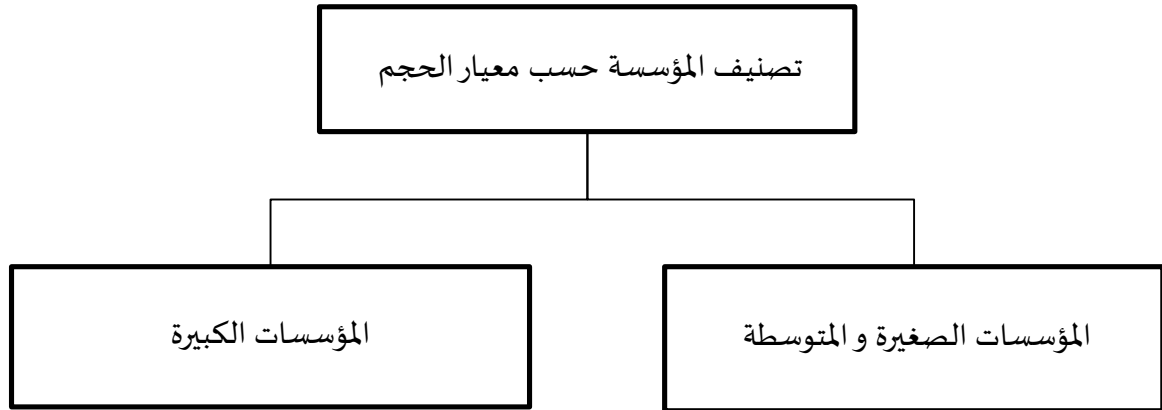 تصنيف المؤسسة حسب معيار الحجم
المؤسسات الصغيرة و المتوسطة
المؤسسات الكبيرة